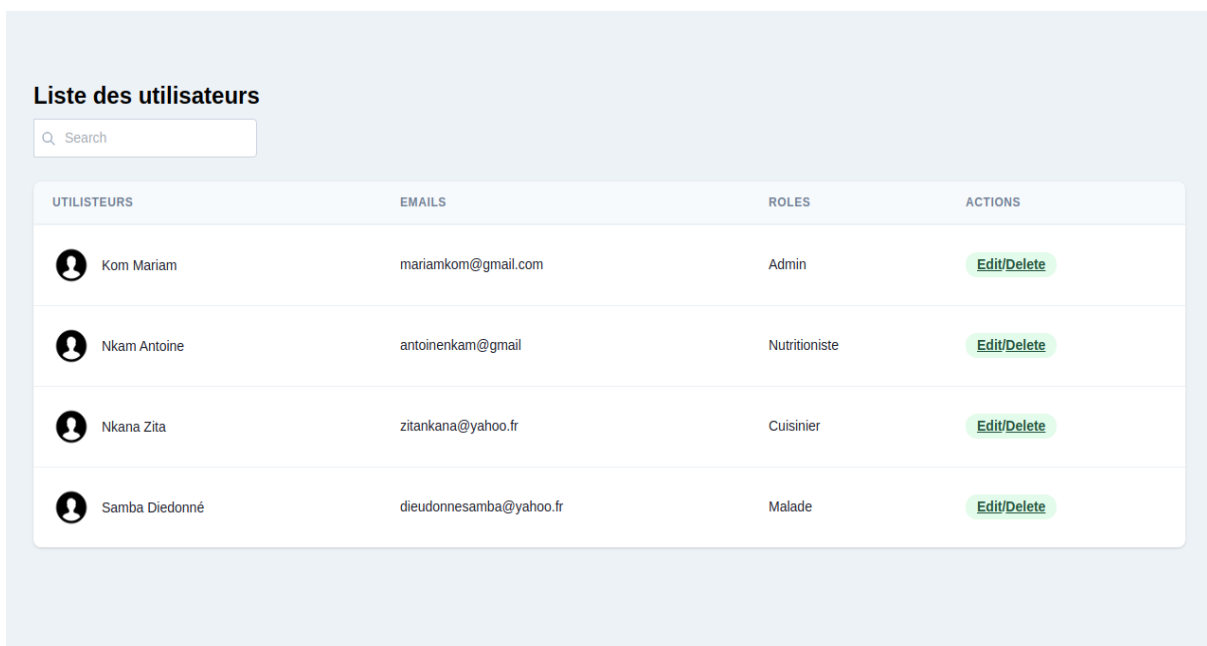 Liste des utilisateurs
Search
UTILISTEURS EMAILS ROLES ACTIONS
Kom Mariam mariamkom@gmail.com Admin Edit/Delete
Nkam Antoine antoinenkam@gmail Nutritioniste Edit/Delete
Nkana Zita zitankana@yahoo.fr Cuisinier Edit/Delete
Samba Diedonné dieudonnesamba@yahoo.fr Malade Edit/Delete